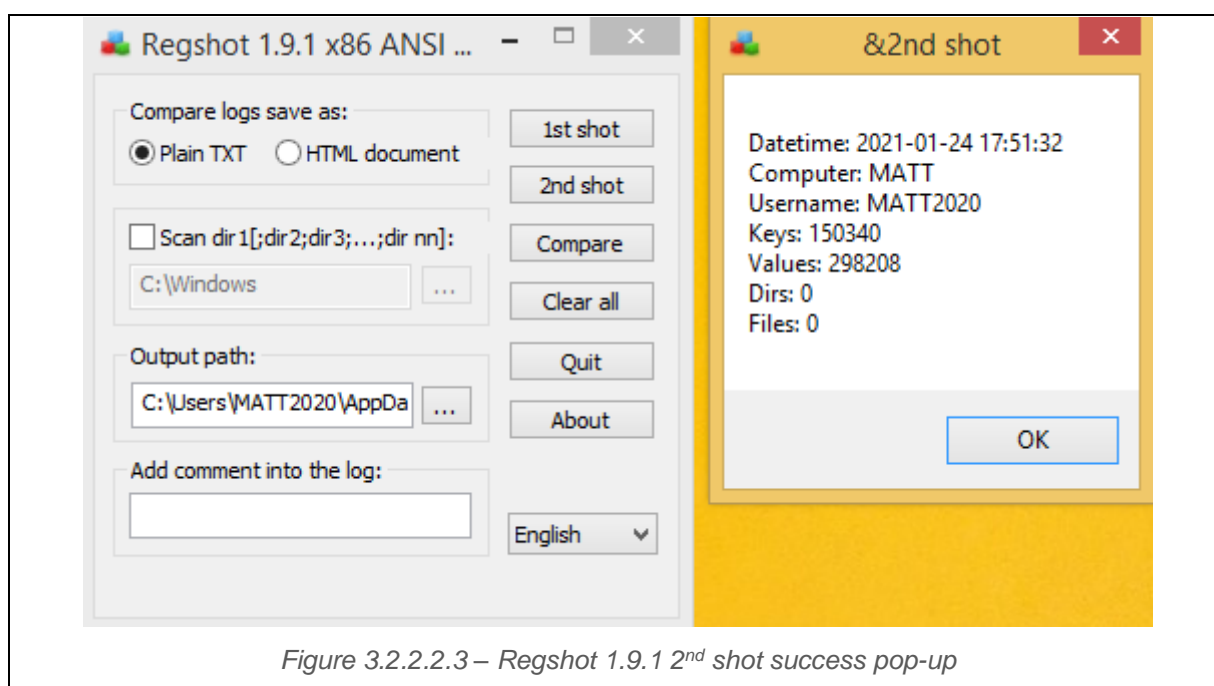 Regshot 1.9.1 x86 ANSI ...
Compare logs save as:
Plain TXT HTML document
1st shot
2nd shot
Scan dir1[;dir2;dir3;...;dir nn]:
C:\Windows
...
Compare
Clear all
Output path:
C:\Users\MATT2020\AppDa
...
Quit
About
Add comment into the log:
English
&2nd shot
Datetime: 2021-01-24 17:51:32
Computer: MATT
Username: MATT2020
Keys: 150340
Values: 298208
Dirs: 0
Files: 0
OK
Figure 3.2.2.2.3 – Regshot 1.9.1 2nd shot success pop-up